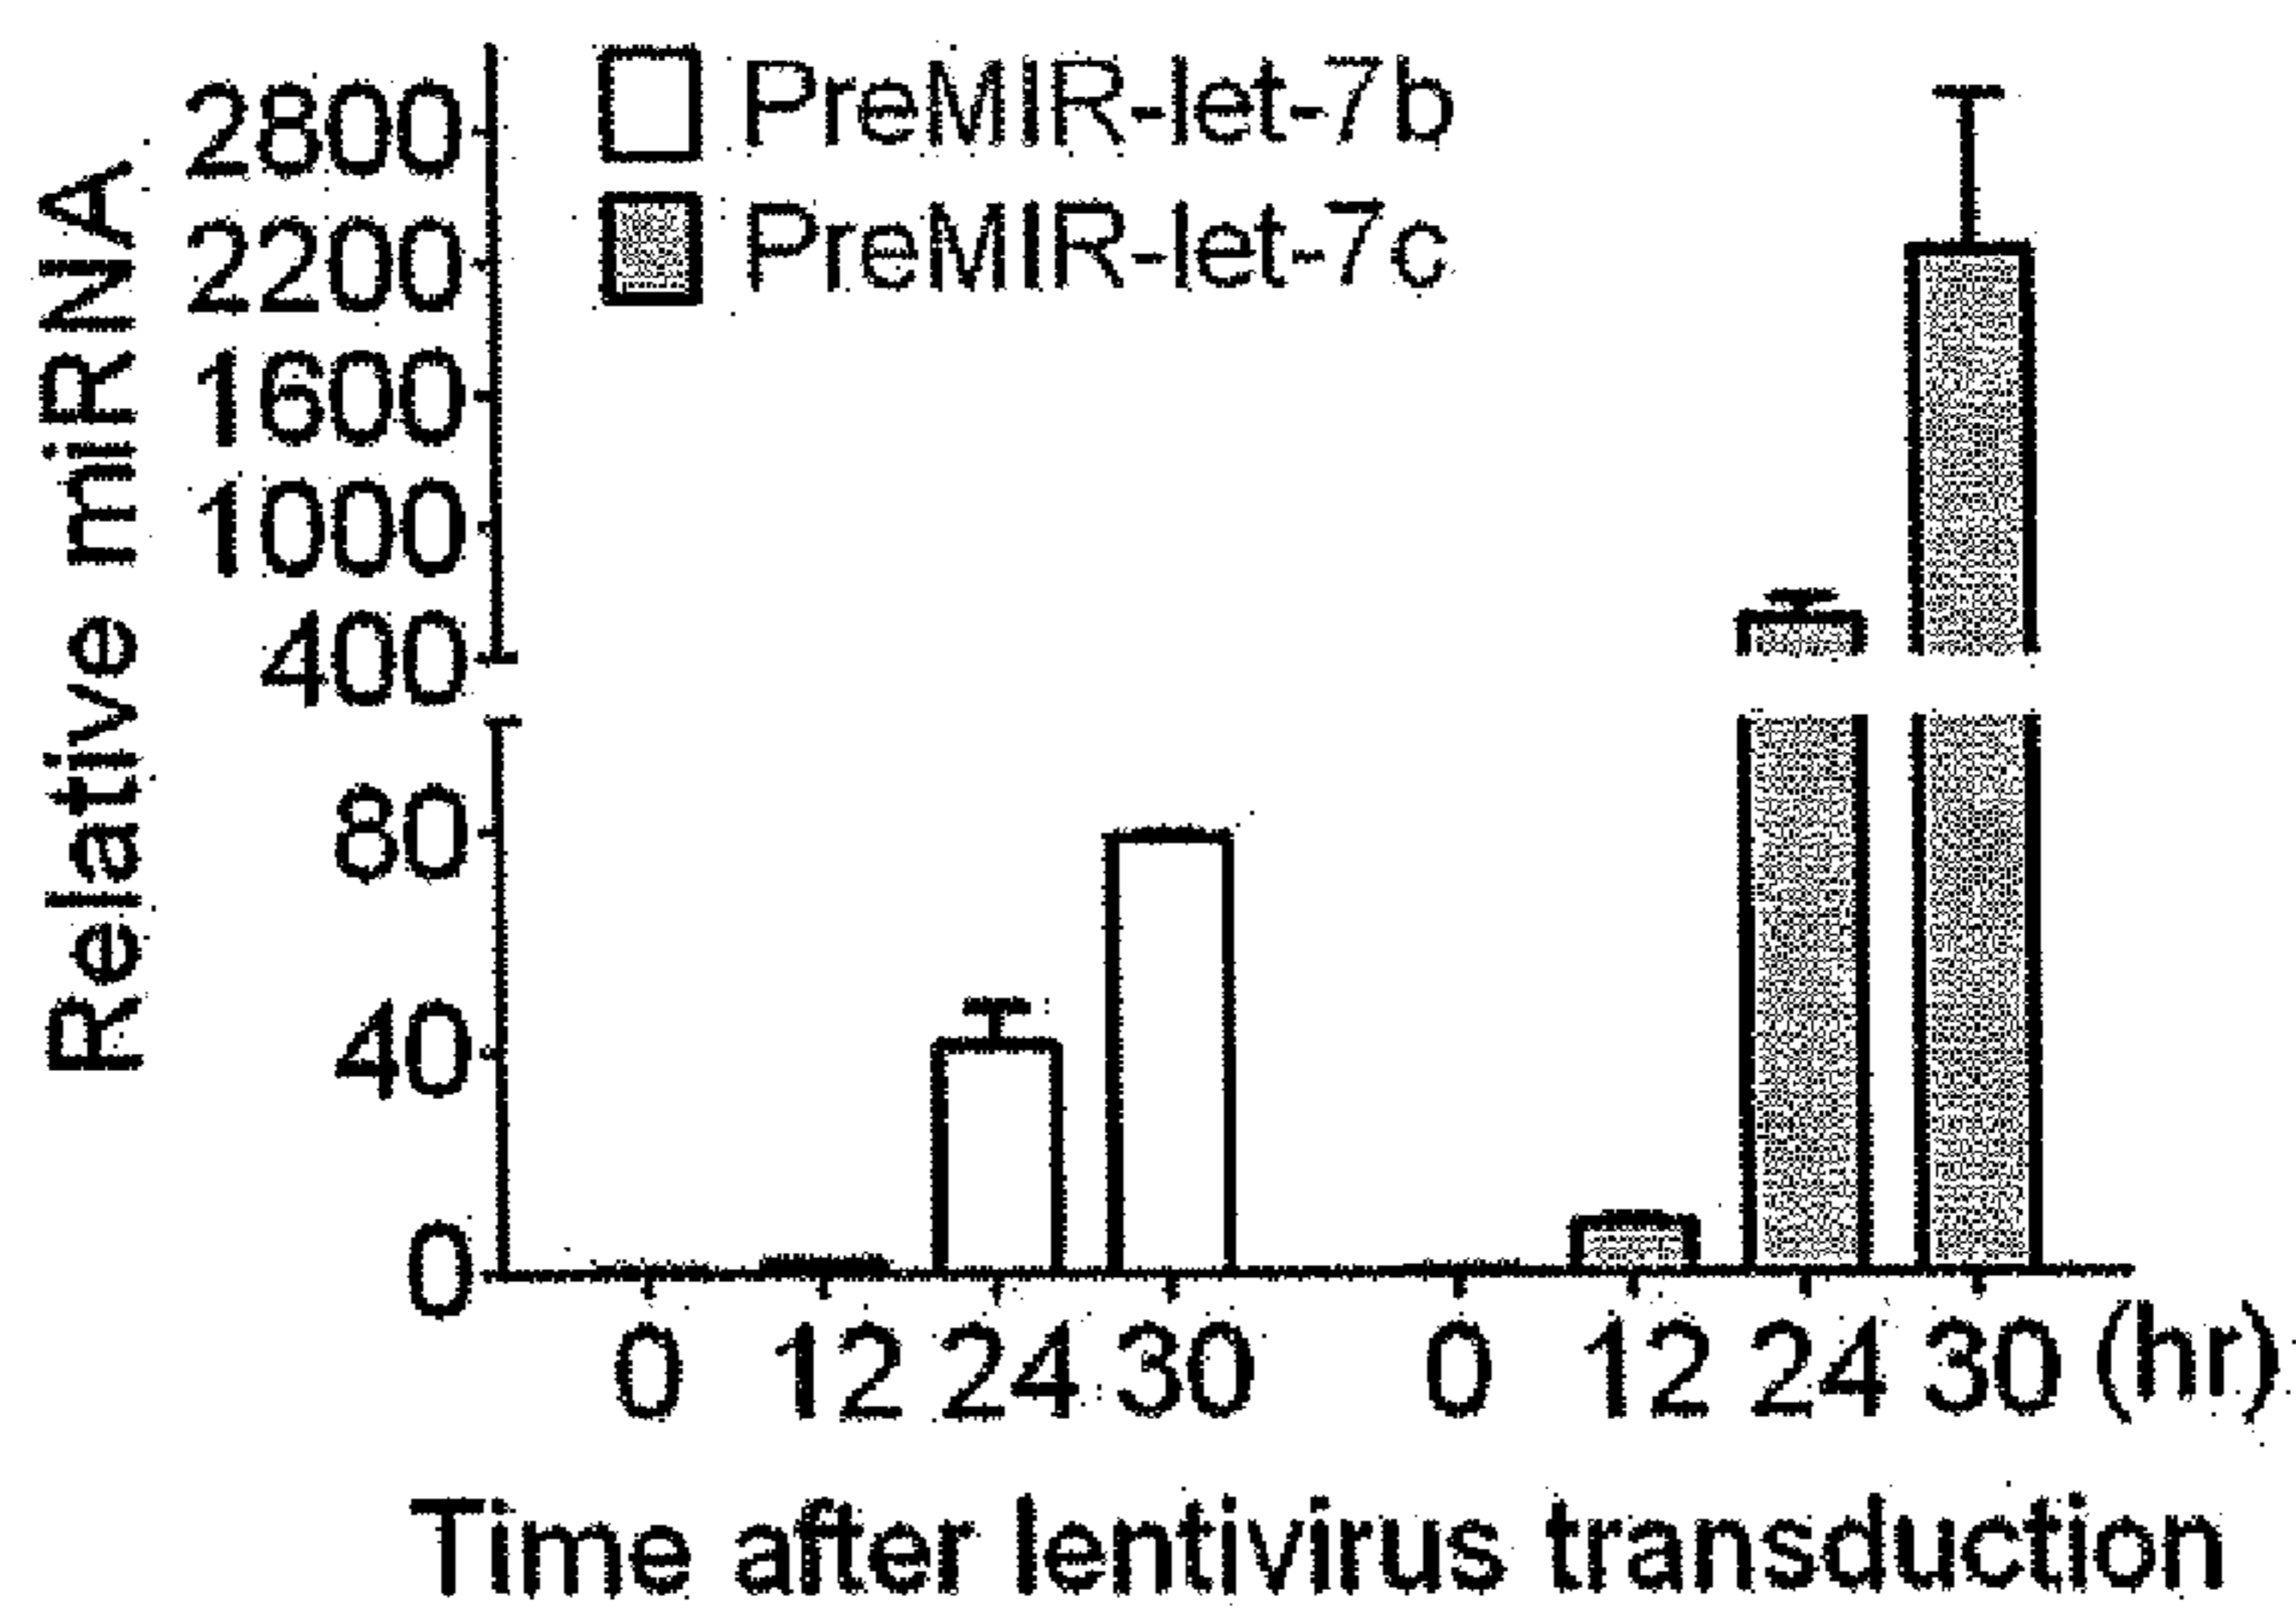 PreMIR-let-7b
PreMIR-let-7c
Relative miRNA
2800
2200
1600
1000
400
80
40
0
0 12 24 30 0 12 24 30 (hr)
Time after lentivirus transduction